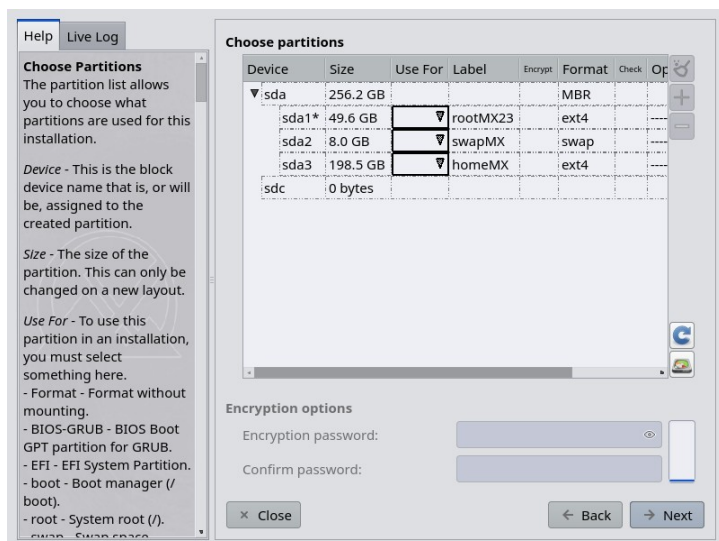 Help
Live Log
Choose Partitions
The partition list allows
you to choose what
partitions are used for this
installation.
Device - This is the block
device name that is, or will
be, assigned to the
created partition.
Size - The size of the
partition. This can only be
changed on a new layout.
Use For - To use this
partition in an installation,
you must select
something here.
- Format - Format without
mounting.
- BIOS-GRUB - BIOS Boot
GPT partition for GRUB.
- EFI - EFI System Partition.
- boot - Boot manager (/
boot).
- root - System root (/).
- swap - Swap space
Choose partitions
Device Size Use For Label Encrypt Format Check Op
sda 256.2 GB MBR
sda1* 49.6 GB rootMX23 ext4 ----
sda2 8.0 GB swapMX swap
sda3 198.5 GB homeMX ext4 ----
sdc 0 bytes
Encryption options
Encryption password:
Confirm password:
Close
Back
Next